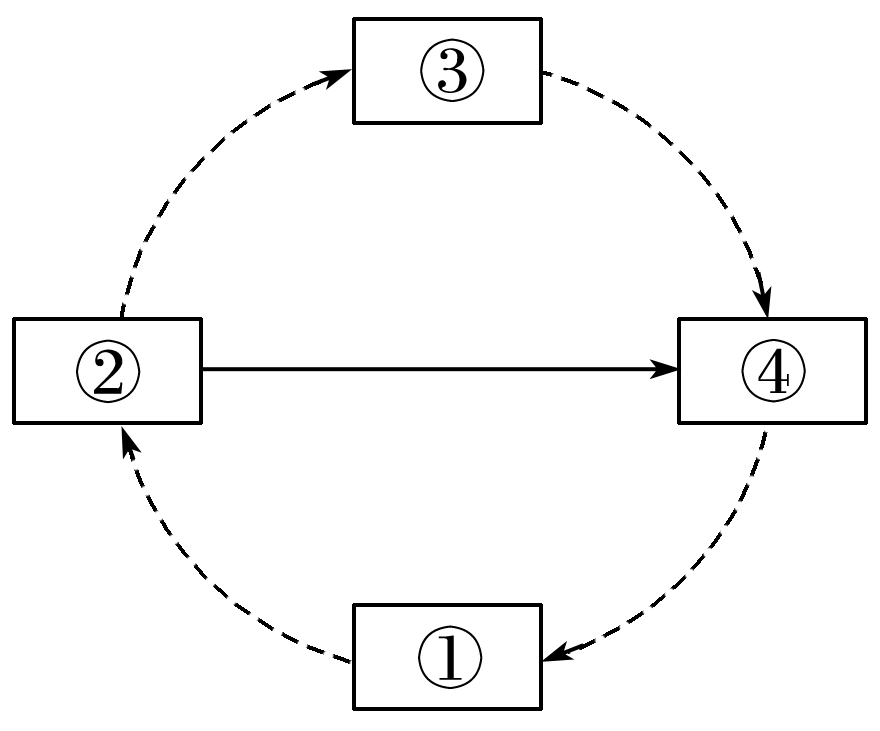 ③
② ④
①